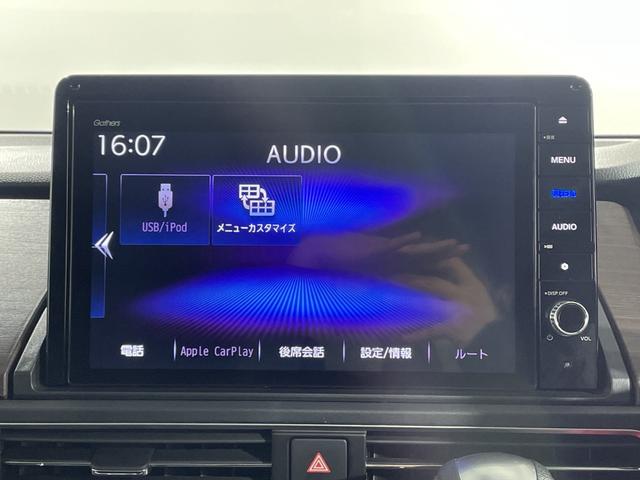 Gathers
16:07
AUDIO
USB/iPod
メニューカスタマイズ
電話
Apple CarPlay
後席会話
設定/情報
ルート
MENU
AUDIO
DISP. OFF
VOL